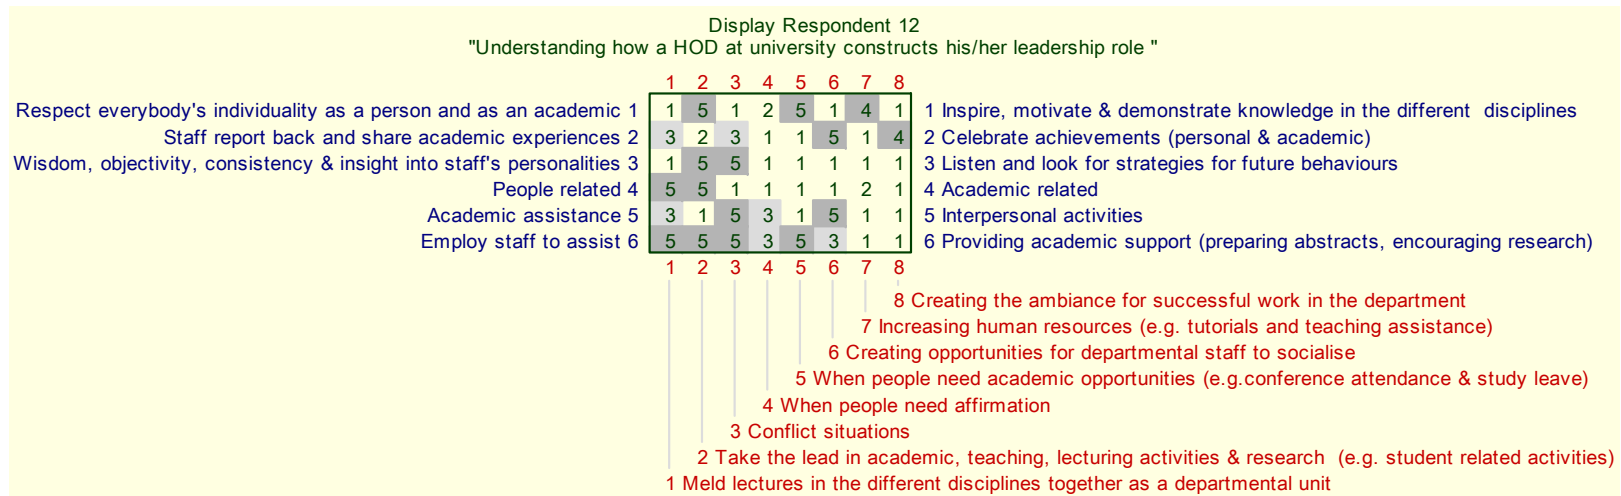 Display Respondent 12
"Understanding how a HOD at university constructs his/her leadership role "
1 2 3 4 5 6 7 8
Respect everybody's individuality as a person and as an academic 1 1 5 1 2 5 1 4 1 1 Inspire, motivate & demonstrate knowledge in the different disciplines
Staff report back and share academic experiences 2 3 2 3 1 1 5 1 4 2 Celebrate achievements (personal & academic)
Wisdom, objectivity, consistency & insight into staff's personalities 3 1 5 5 1 1 1 1 1 3 Listen and look for strategies for future behaviours
People related 4 5 5 1 1 1 1 2 1 4 Academic related
Academic assistance 5 3 1 5 3 1 5 1 1 5 Interpersonal activities
Employ staff to assist 6 5 5 5 3 5 3 1 1 6 Providing academic support (preparing abstracts, encouraging research)
1 2 3 4 5 6 7 8
8 Creating the ambiance for successful work in the department
7 Increasing human resources (e.g. tutorials and teaching assistance)
6 Creating opportunities for departmental staff to socialise
5 When people need academic opportunities (e.g.conference attendance & study leave)
4 When people need affirmation
3 Conflict situations
2 Take the lead in academic, teaching, lecturing activities & research (e.g. student related activities)
1 Meld lectures in the different disciplines together as a departmental unit